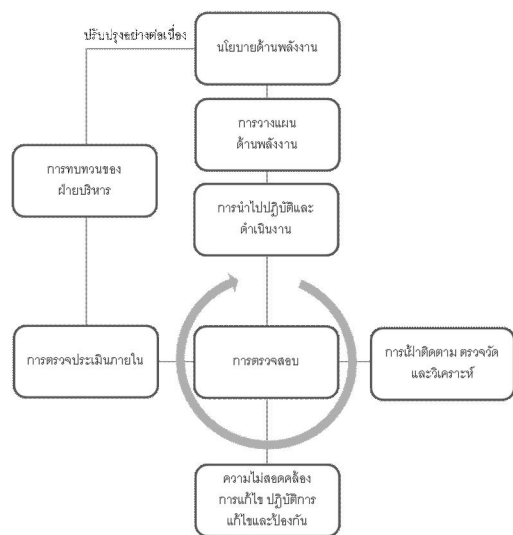 ปรับปรุงอย่างต่อเนื่อง
นโยบายด้านพลังงาน
การวางแผน
ด้านพลังงาน
การทบทวนของ
ฝ่ายบริหาร
การนำไปปฏิบัติและ
ดำเนินงาน
การตรวจประเมินภายใน
การตรวจสอบ
การเฝ้าติดตาม ตรวจวัด
และวิเคราะห์
ความไม่สอดคล้อง
การแก้ไข ปฏิบัติการ
แก้ไขและป้องกัน